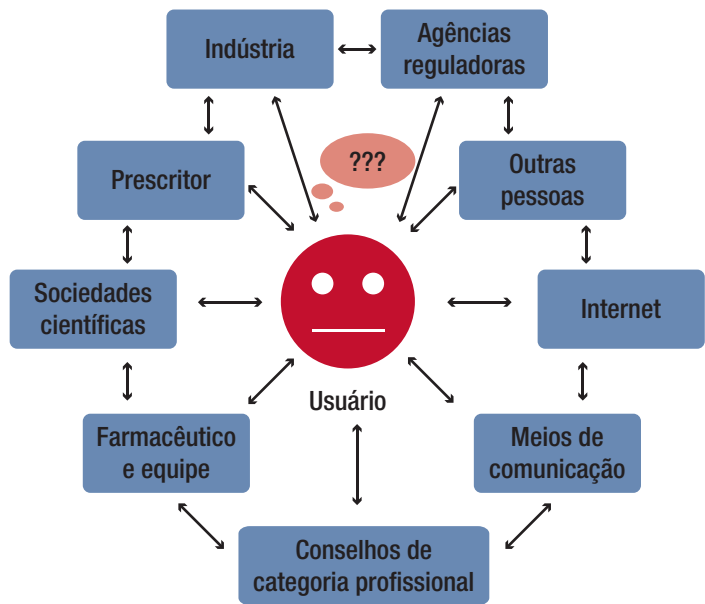 Indústria
Agências
reguladoras
???
Prescritor
Outras
pessoas
Sociedades
científicas
Internet
Usuário
Farmacêutico
e equipe
Meios de
comunicação
Conselhos de
categoria profissional